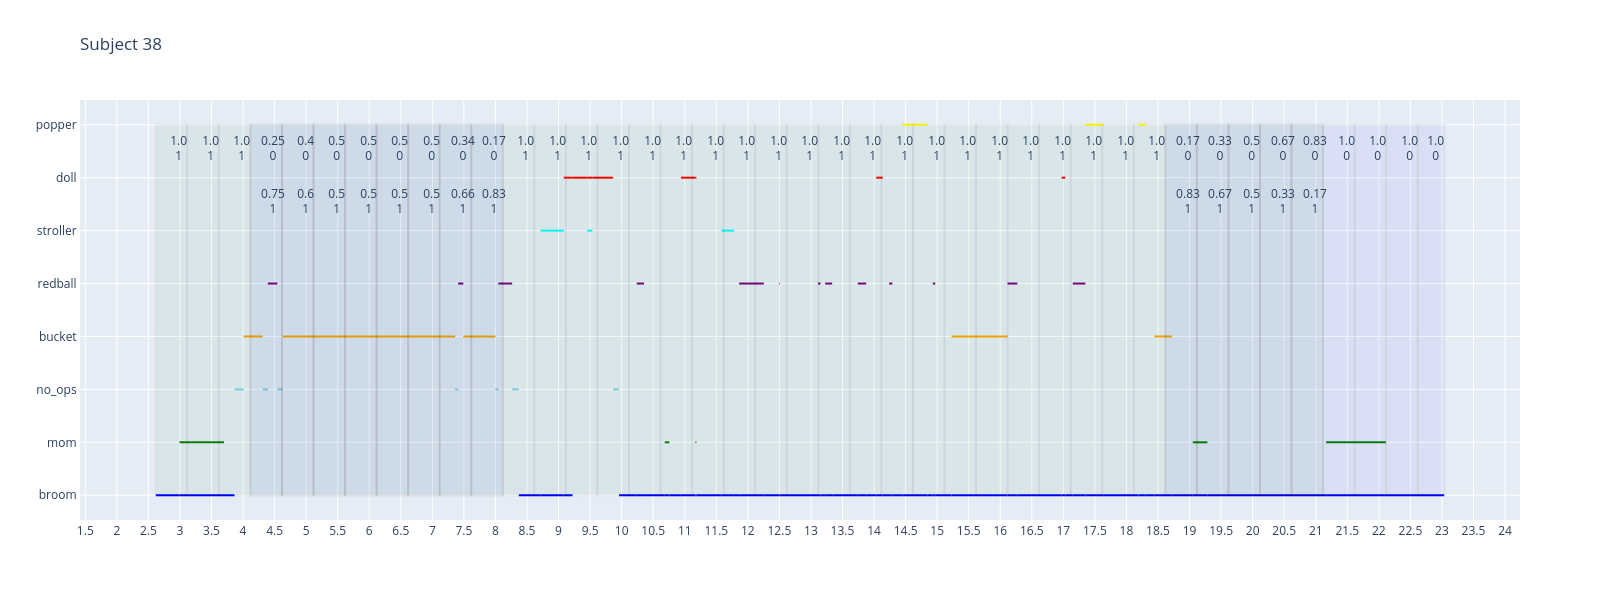 Subject 38
popper
1.0 1.0 1.0 0.25 0.4 0.5 0.5 0.5 0.5 0.34 0.17 1.0 1.0 1.0 1.0 1.0 1.0 1.0 1.0 1.0 1.0 1.0 1.0 1.0 1.0 1.0 1.0 1.0 1.0 1.0 1.0 1.0 0.17 0.33 0.5 0.67 0.83 1.0 1.0 1.0 1.0
1 1 1 0 0 0 0 0 0 0 0 1 1 1 1 1 1 1 1 1 1 1 1 1 1 1 1 1 1 1 1 1 0 0 0 0 0 0 0 0 0
doll
0.75 0.6 0.5 0.5 0.5 0.5 0.66 0.83 0.83 0.67 0.5 0.33 0.17
1 1 1 1 1 1 1 1 1 1 1 1 1
stroller
redball
bucket
no_ops
mom
broom
1.5 2 2.5 3 3.5 4 4.5 5 5.5 6 6.5 7 7.5 8 8.5 9 9.5 10 10.5 11 11.5 12 12.5 13 13.5 14 14.5 15 15.5 16 16.5 17 17.5 18 18.5 19 19.5 20 20.5 21 21.5 22 22.5 23 23.5 24